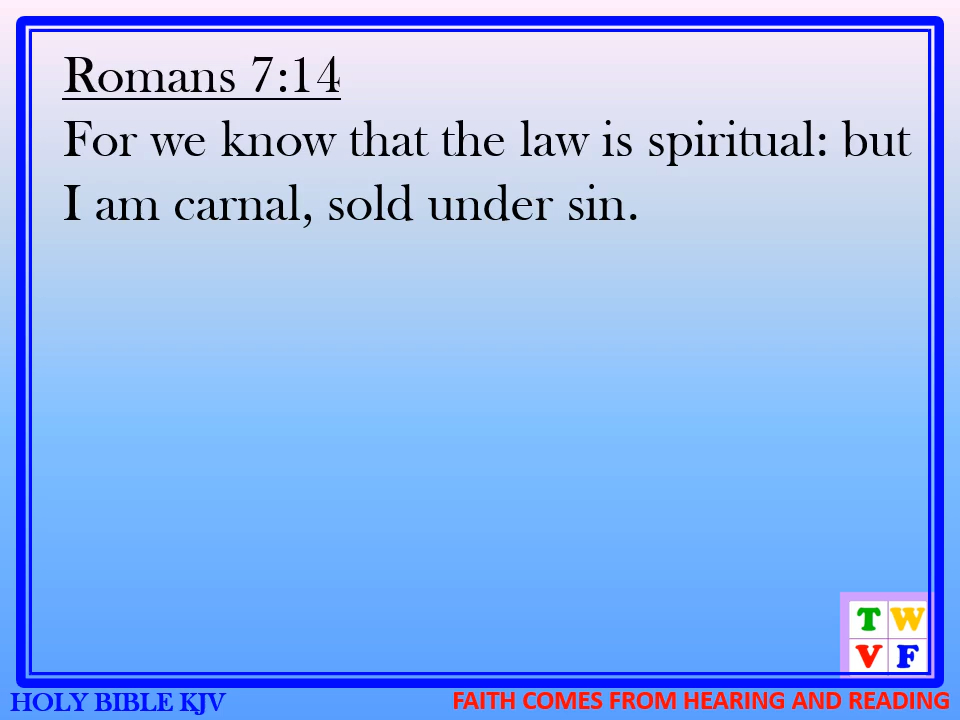 Romans 7:14
For we know that the law is spiritual: but
I am carnal, sold under sin.
T W
V F
HOLY BIBLE KJV
FAITH COMES FROM HEARING AND READING